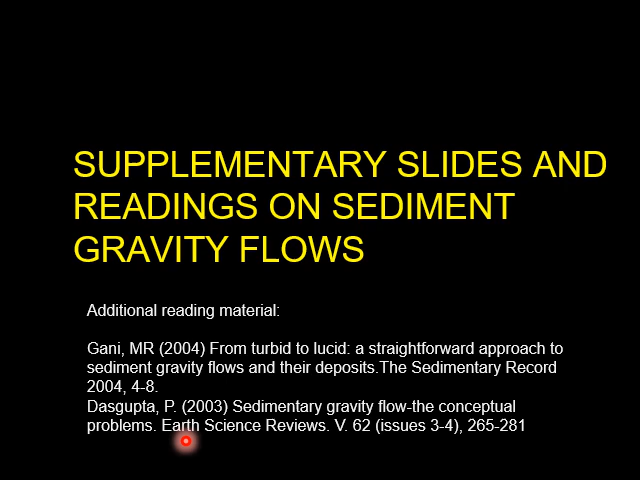 SUPPLEMENTARY SLIDES AND
READINGS ON SEDIMENT
GRAVITY FLOWS
Additional reading material:
Gani, MR (2004) From turbid to lucid: a straightforward approach to
sediment gravity flows and their deposits.The Sedimentary Record
2004, 4-8.
Dasgupta, P. (2003) Sedimentary gravity flow-the conceptual
problems. Earth Science Reviews. V. 62 (issues 3-4), 265-281